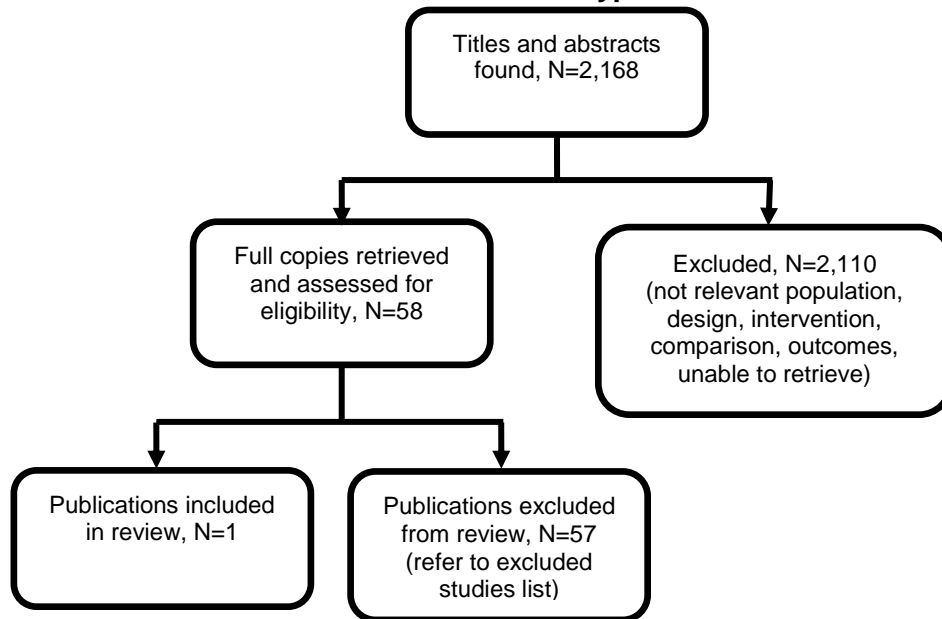 Titles and abstracts
found, N=2,168
Full copies retrieved
and assessed for
eligibility, N=58
Excluded, N=2,110
(not relevant population,
design, intervention,
comparison, outcomes,
unable to retrieve)
Publications included
in review, N=1
Publications excluded
from review, N=57
(refer to excluded
studies list)